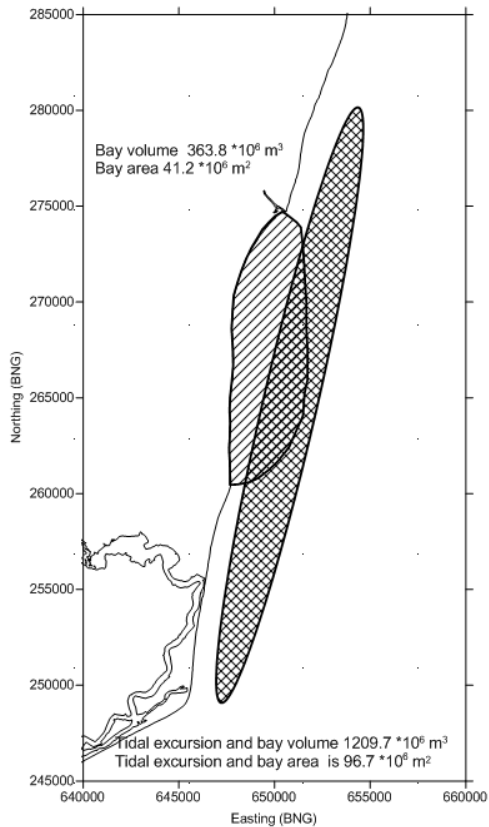 285000
280000
Bay volume 363.8 *10⁶ m³
Bay area 41.2 *10⁶ m²
275000
270000
Northing (BNG)
265000
260000
255000
250000
Tidal excursion and bay volume 1209.7 *10⁶ m³
Tidal excursion and bay area is 96.7 *10⁶ m²
245000
640000 645000 650000 655000 660000
Easting (BNG)